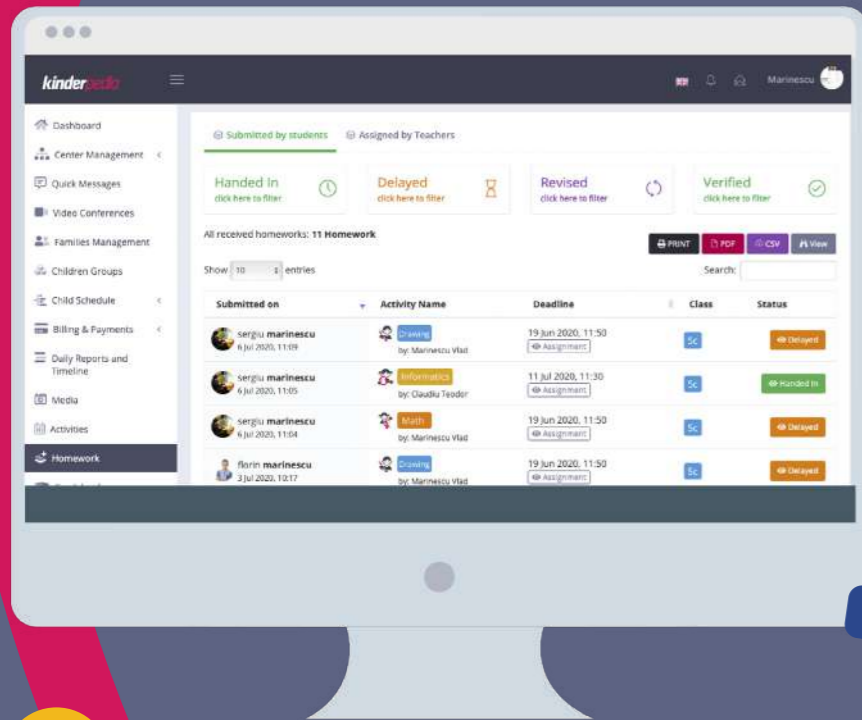 kinderpedia
Marinescu
Dashboard
Center Management
Quick Messages
Video Conferences
Families Management
Children Groups
Child Schedule
Billing & Payments
Daily Reports and
Timeline
Media
Activities
Homework
Submitted by students Assigned by Teachers
Handed In Delayed Revised Verified
click here to filter click here to filter click here to filter click here to filter
All received homeworks: 11 Homework
PRINT PDF CSV View
Show 10 entries Search:
Submitted on Activity Name Deadline Class Status
sergiu marinescu Drawing 19 Jun 2020, 11:50 5c Delayed
6 Jul 2020, 11:09 by: Marinescu Vlad Assignment
sergiu marinescu Informatics 11 Jul 2020, 11:30 5c Handed In
6 Jul 2020, 11:05 by: Claudiu Teodor Assignment
sergiu marinescu Math 19 Jun 2020, 11:50 5c Delayed
6 Jul 2020, 11:04 by: Marinescu Vlad Assignment
florin marinescu Drawing 19 Jun 2020, 11:50 5c Delayed
3 Jul 2020, 10:17 by: Marinescu Vlad Assignment